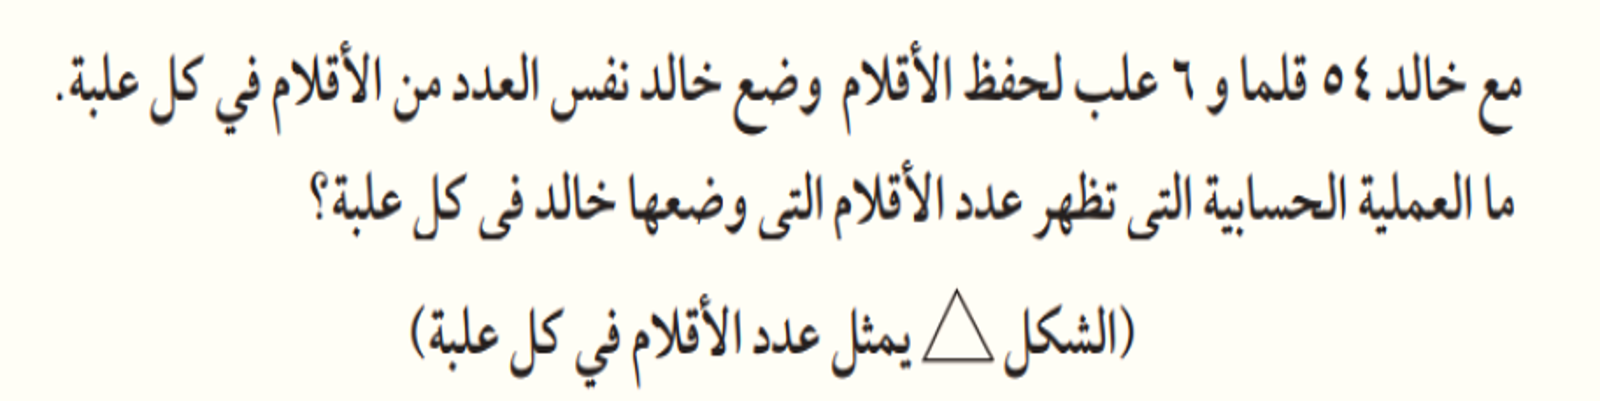 مع خالد ٥٤ قلما و ٦ علب لحفظ الأقلام وضع خالد نفس العدد من الأقلام في كل علبة.
ما العملية الحسابية التى تظهر عدد الأقلام التى وضعها خالد فى كل علبة؟
(الشكل △ يمثل عدد الأقلام في كل علبة)